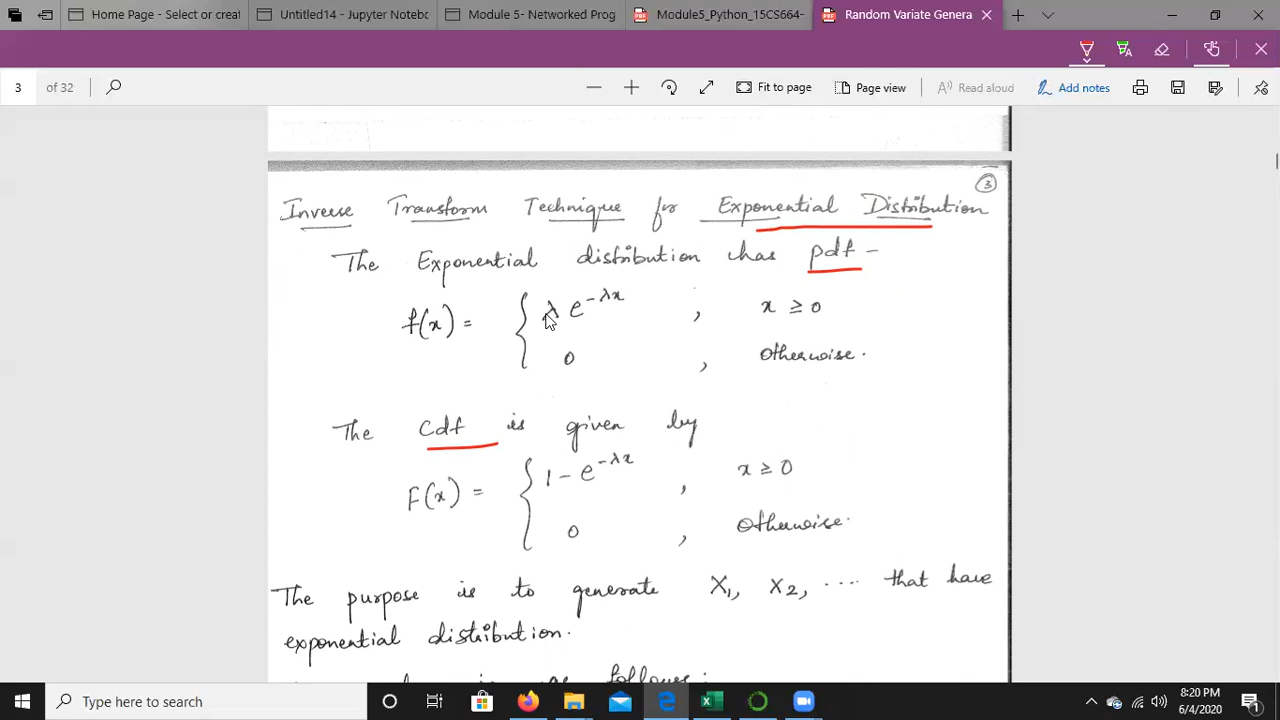 Home Page - Select or creat
Untitled14 - Jupyter Notebo
Module 5- Networked Prog
Module5_Python_15CS664-
Random Variate Genera
3 of 32
Fit to page
Page view
Read aloud
Add notes
3
Inverse Transform Technique for Exponential Distribution
The Exponential distribution has pdf -
f(x) = { λ e^{-λx} , x ≥ 0
0 , Otherwise.
The Cdf is given by
F(x) = { 1 - e^{-λx} , x ≥ 0
0 , Otherwise.
The purpose is to generate X1, X2, .... that have
exponential distribution.
is as follows:
Type here to search
8:20 PM
6/4/2020